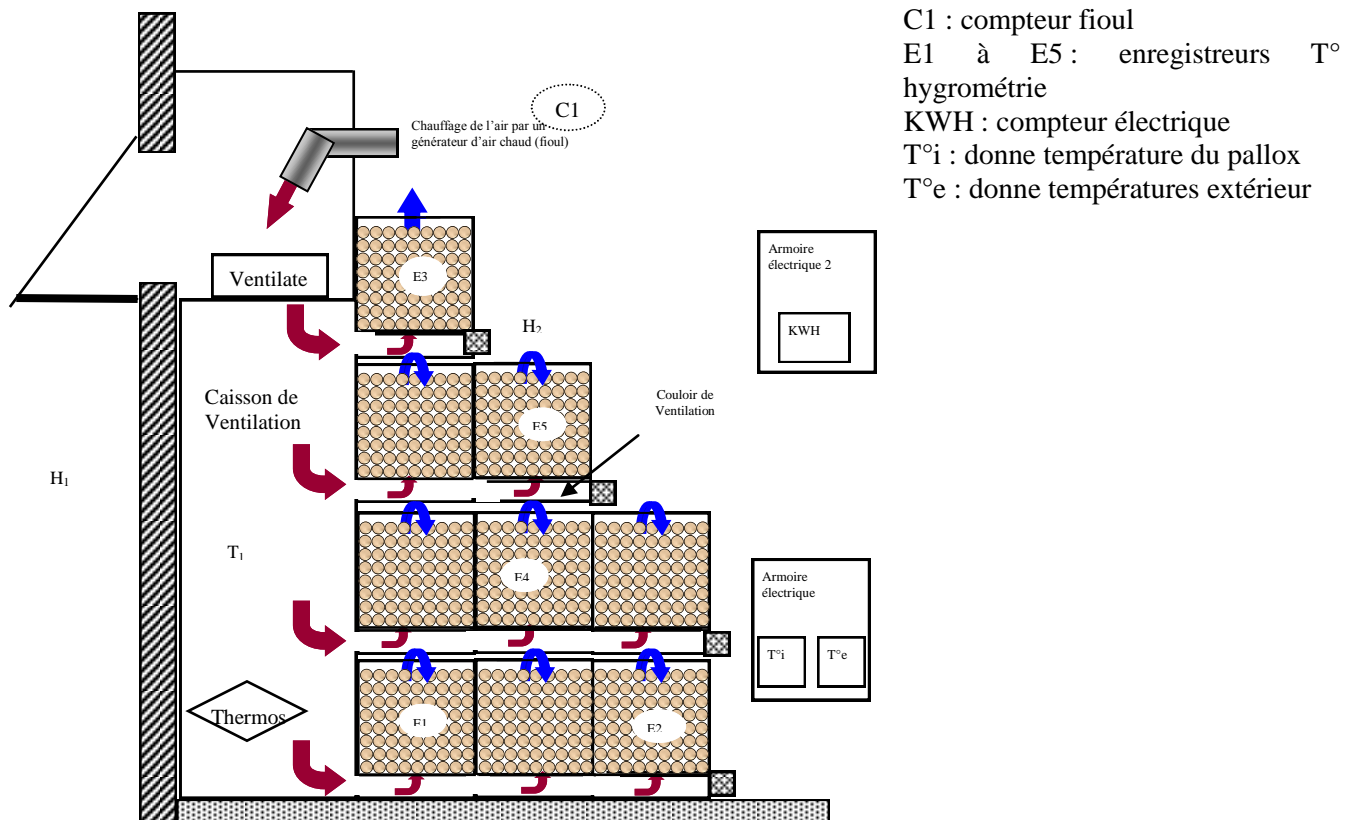 C1 : compteur fioul
E1 à E5 : enregistreurs T°
hygrométrie
KWH : compteur électrique
T°i : donne température du pallox
T°e : donne températures extérieur
C1
Chauffage de l'air par un
générateur d'air chaud (fioul)
Ventilate
E3
Armoire
électrique 2
KWH
H2
Caisson de
Ventilation
Couloir de
Ventilation
E5
H1
T1
E4
Armoire
électrique
T°i
T°e
Thermos
E1
E2